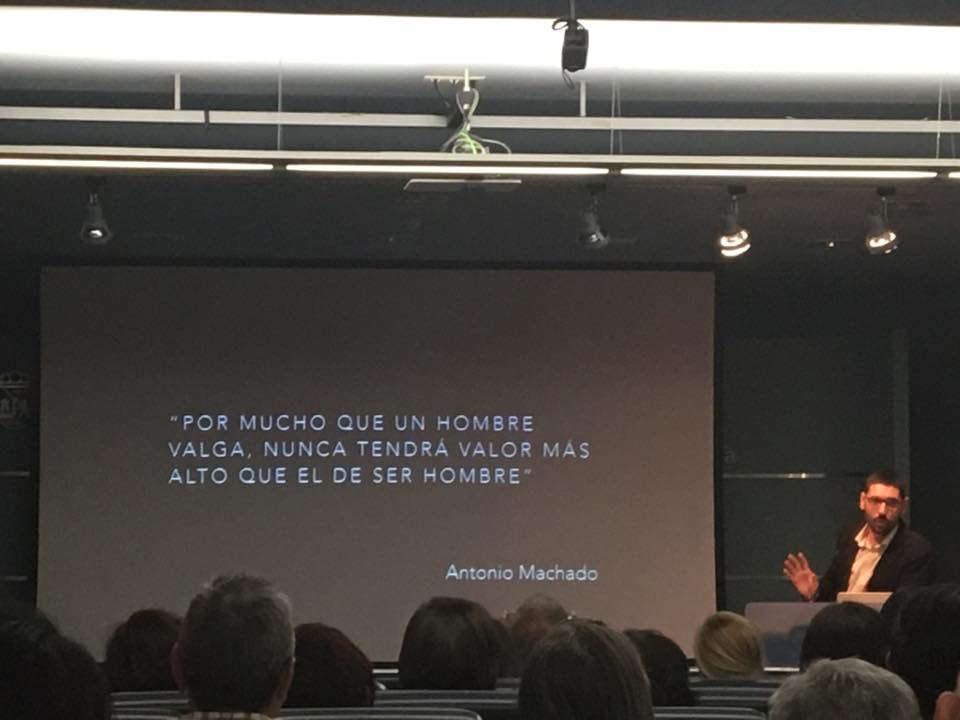 “POR MUCHO QUE UN HOMBRE
VALGA, NUNCA TENDRÁ VALOR MÁS
ALTO QUE EL DE SER HOMBRE”
Antonio Machado